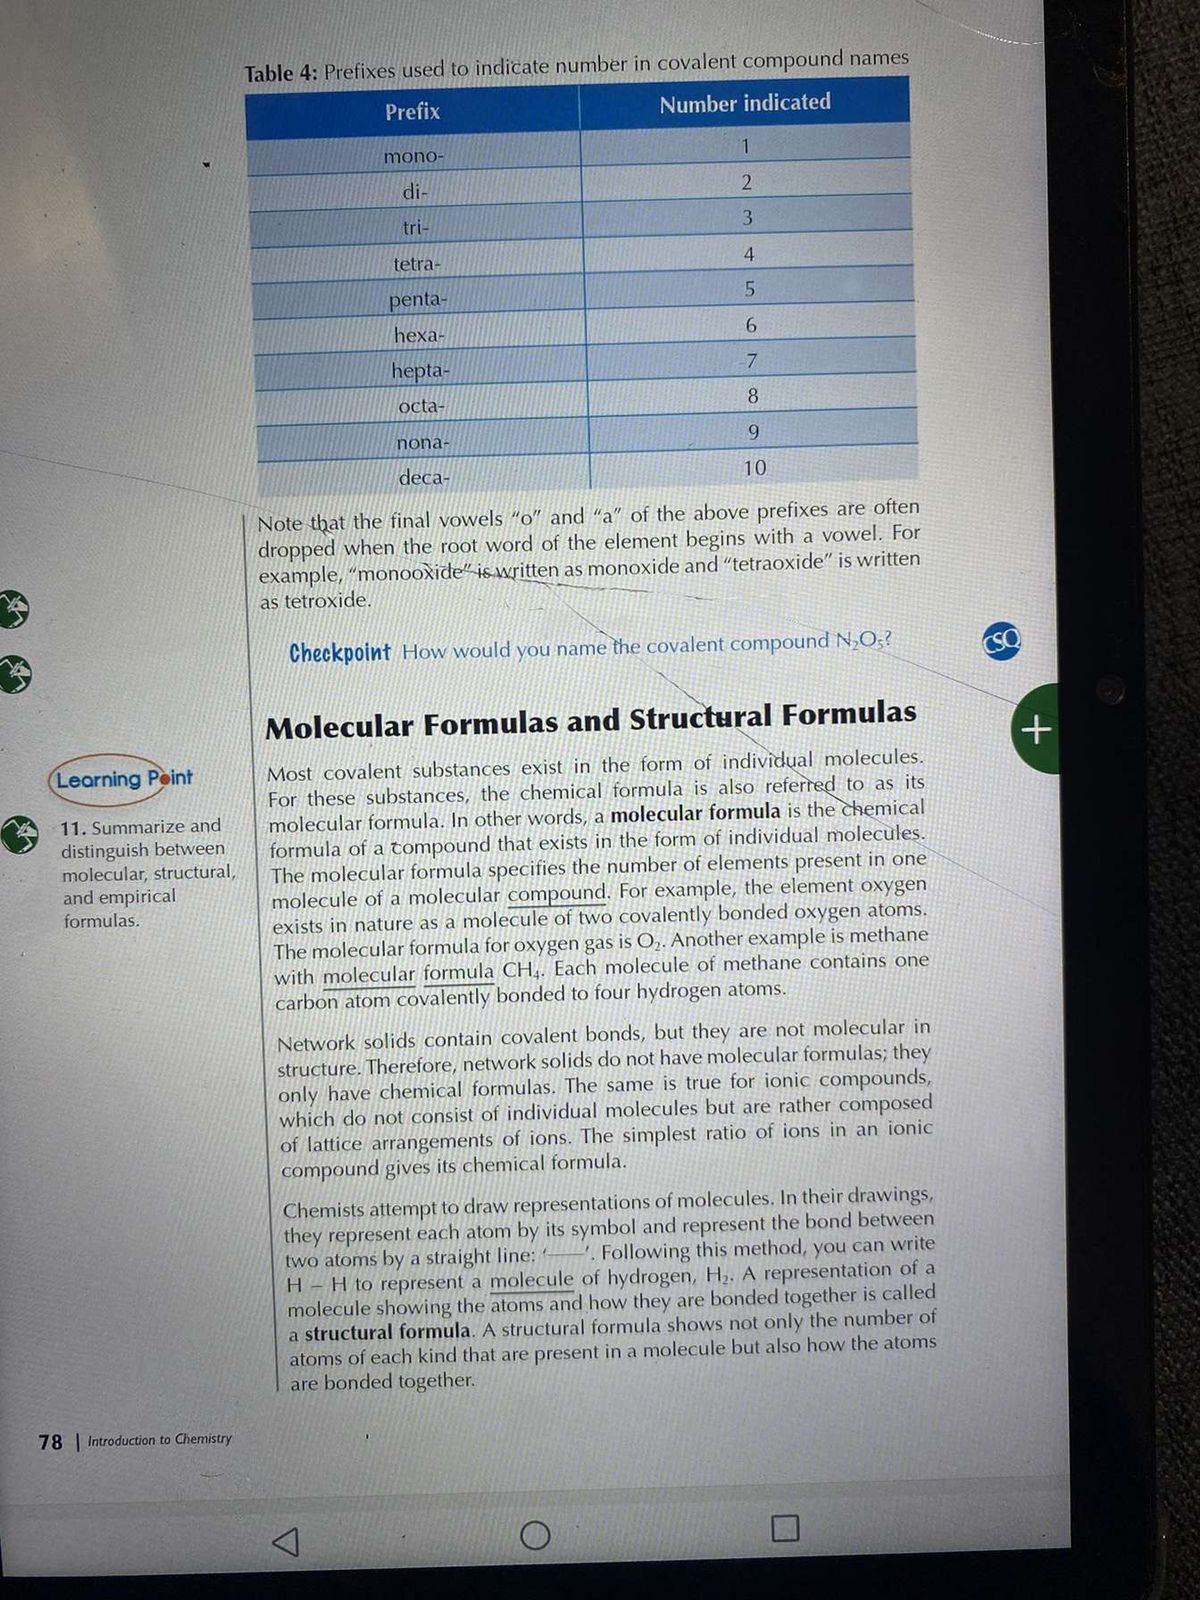 Table 4: Prefixes used to indicate number in covalent compound names
Prefix Number indicated
mono- 1
di- 2
tri- 3
tetra- 4
penta- 5
hexa- 6
hepta- 7
octa- 8
nona- 9
deca- 10
Note that the final vowels “o” and “a” of the above prefixes are often
dropped when the root word of the element begins with a vowel. For
example, “monooxide” is written as monoxide and “tetraoxide” is written
as tetroxide.
Checkpoint How would you name the covalent compound N₂O₅?
CSQ
+
Molecular Formulas and Structural Formulas
Learning Point
11. Summarize and
distinguish between
molecular, structural,
and empirical
formulas.
Most covalent substances exist in the form of individual molecules.
For these substances, the chemical formula is also referred to as its
molecular formula. In other words, a molecular formula is the chemical
formula of a compound that exists in the form of individual molecules.
The molecular formula specifies the number of elements present in one
molecule of a molecular compound. For example, the element oxygen
exists in nature as a molecule of two covalently bonded oxygen atoms.
The molecular formula for oxygen gas is O₂. Another example is methane
with molecular formula CH₄. Each molecule of methane contains one
carbon atom covalently bonded to four hydrogen atoms.
Network solids contain covalent bonds, but they are not molecular in
structure. Therefore, network solids do not have molecular formulas; they
only have chemical formulas. The same is true for ionic compounds,
which do not consist of individual molecules but are rather composed
of lattice arrangements of ions. The simplest ratio of ions in an ionic
compound gives its chemical formula.
Chemists attempt to draw representations of molecules. In their drawings,
they represent each atom by its symbol and represent the bond between
two atoms by a straight line: ‘——’. Following this method, you can write
H – H to represent a molecule of hydrogen, H₂. A representation of a
molecule showing the atoms and how they are bonded together is called
a structural formula. A structural formula shows not only the number of
atoms of each kind that are present in a molecule but also how the atoms
are bonded together.
78 | Introduction to Chemistry